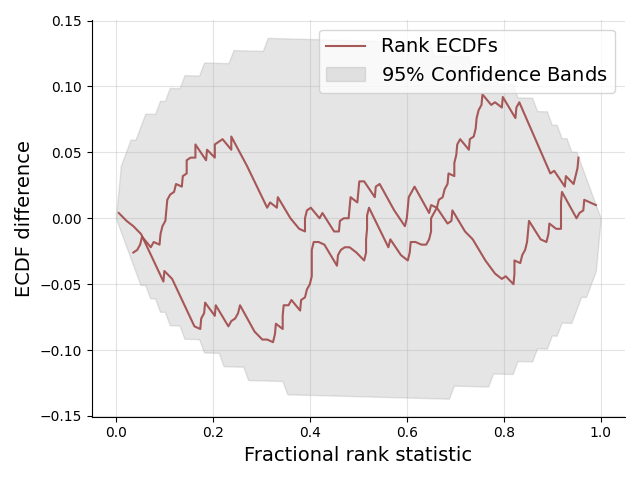 0.15
0.10
0.05
0.00
−0.05
−0.10
−0.15
ECDF difference
Rank ECDFs
95% Confidence Bands
0.0 0.2 0.4 0.6 0.8 1.0
Fractional rank statistic